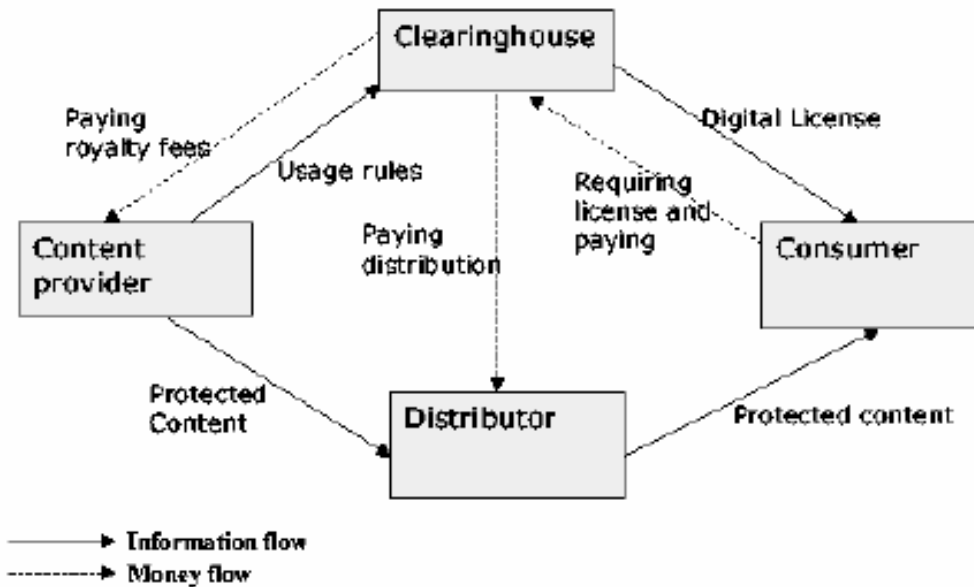 Clearinghouse
Paying
royalty fees
Usage rules
Digital License
Requiring
license and
paying
Paying
distribution
Content
provider
Consumer
Protected
Content
Distributor
Protected content
Information flow
Money flow